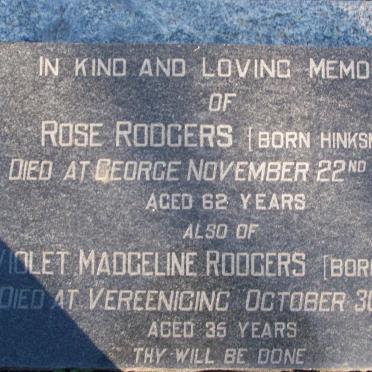 IN KIND AND LOVING MEMO
OF
ROSE RODGERS [BORN HINKSM
DIED AT GEORGE NOVEMBER 22ND
AGED 62 YEARS
ALSO OF
VIOLET MADGELINE RODGERS [BOR
DIED AT VEREENIGING OCTOBER 30
AGED 35 YEARS
THY WILL BE DONE